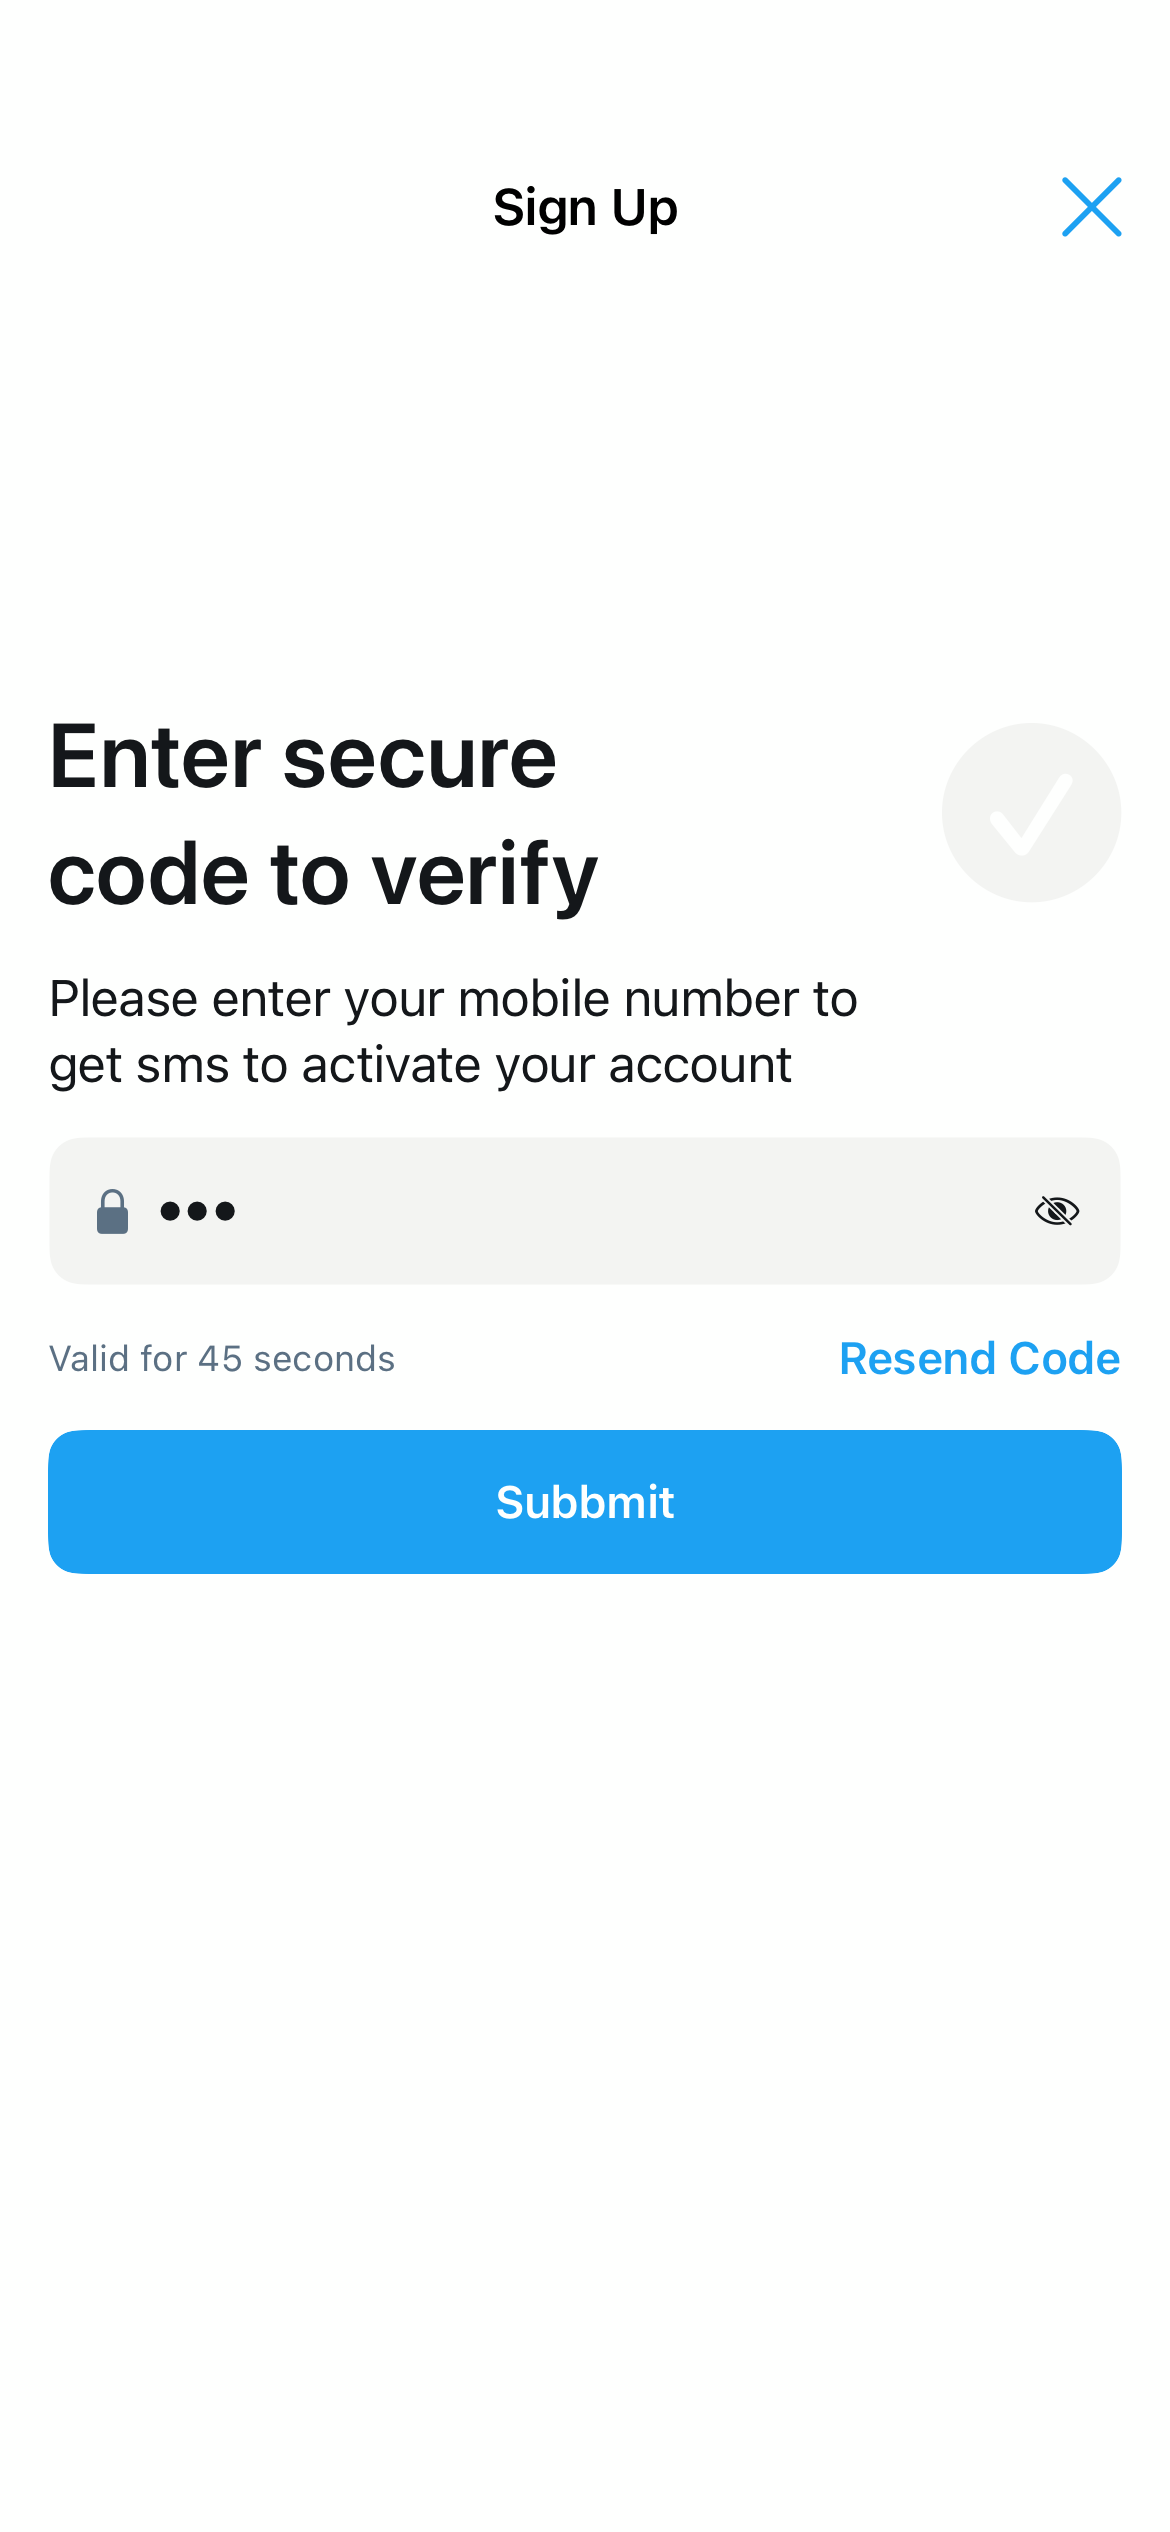 Sign Up
Enter secure
code to verify
Please enter your mobile number to
get sms to activate your account
•••
Valid for 45 seconds
Resend Code
Subbmit